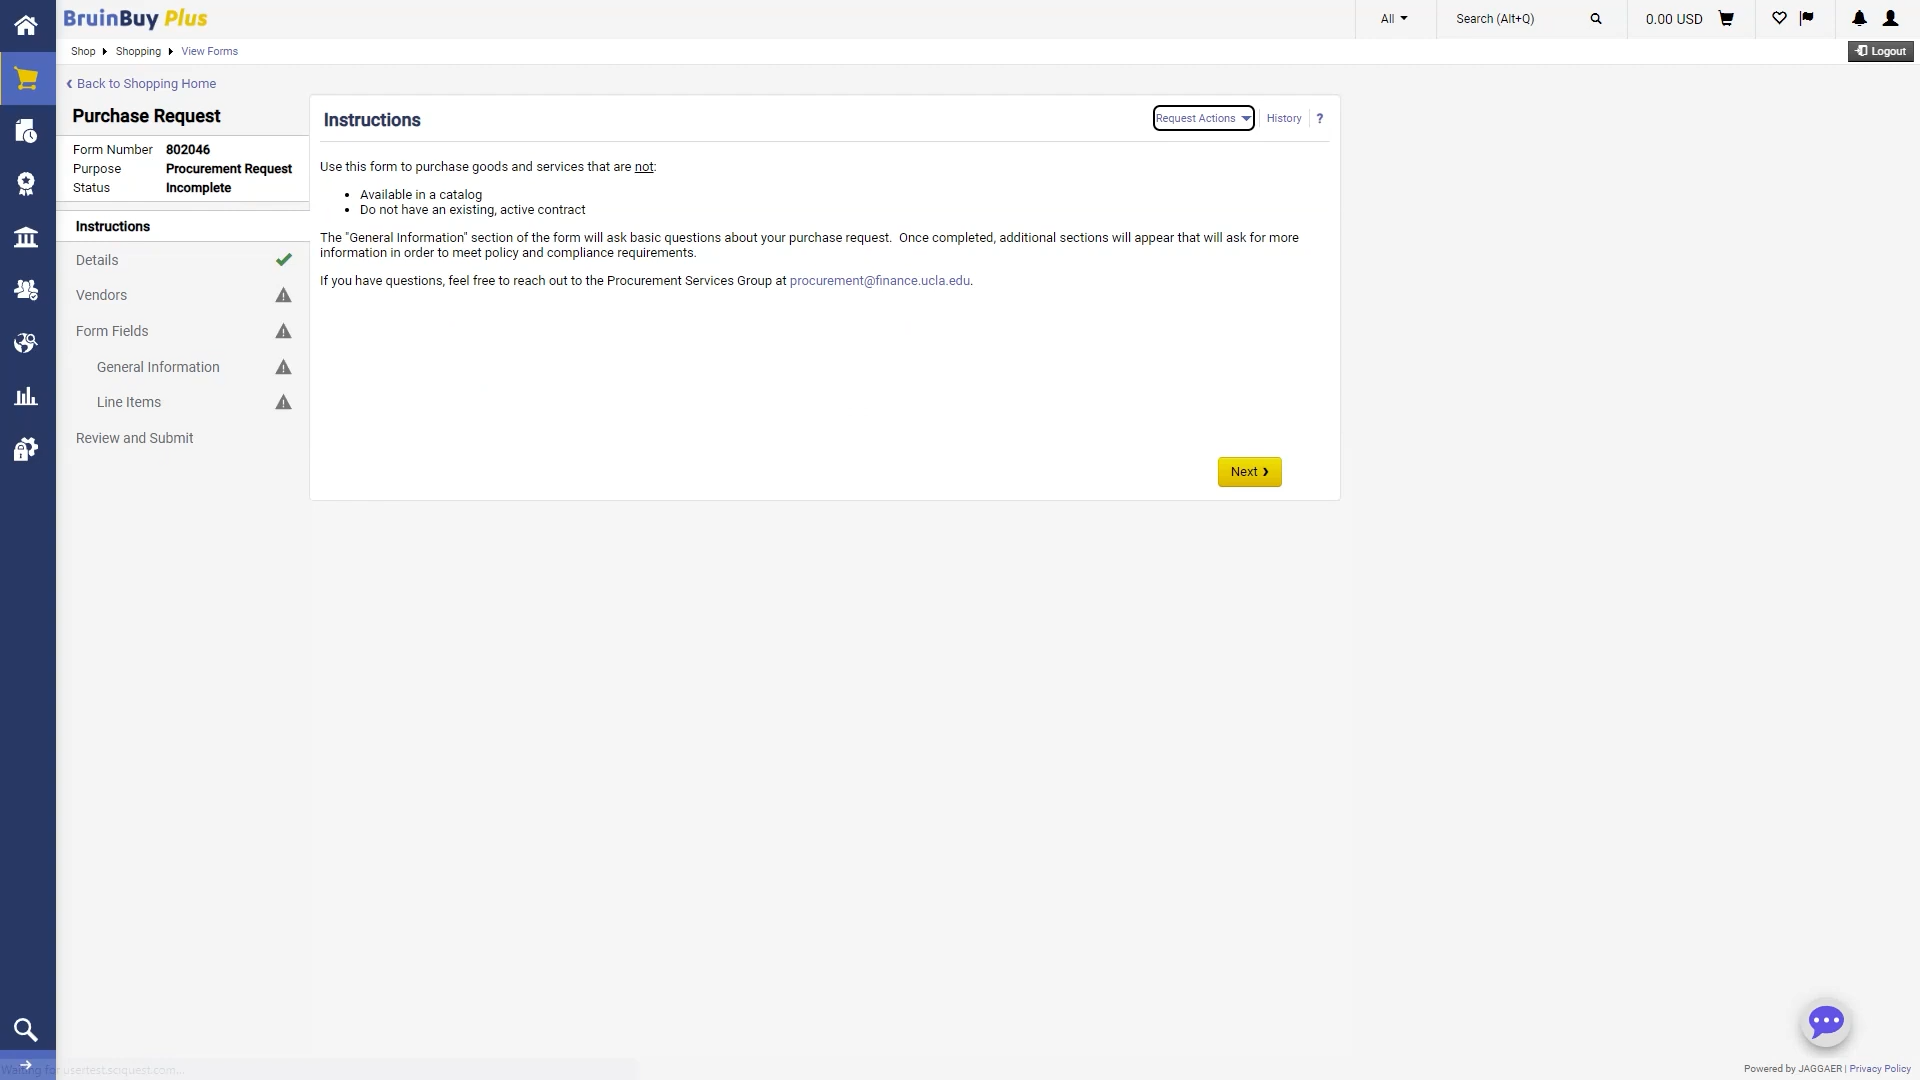 BruinBuy Plus
All
Search (Alt+Q)
0.00 USD
Shop
Shopping
View Forms
Logout
Back to Shopping Home
Purchase Request
Form Number 802046
Purpose Procurement Request
Status Incomplete
Instructions
Details
Vendors
Form Fields
General Information
Line Items
Review and Submit
Instructions
Request Actions
History
?
Use this form to purchase goods and services that are not:
• Available in a catalog
• Do not have an existing, active contract
The "General Information" section of the form will ask basic questions about your purchase request. Once completed, additional sections will appear that will ask for more
information in order to meet policy and compliance requirements.
If you have questions, feel free to reach out to the Procurement Services Group at procurement@finance.ucla.edu.
Next
Waiting for usertest.sciquest.com...
Powered by JAGGAER | Privacy Policy